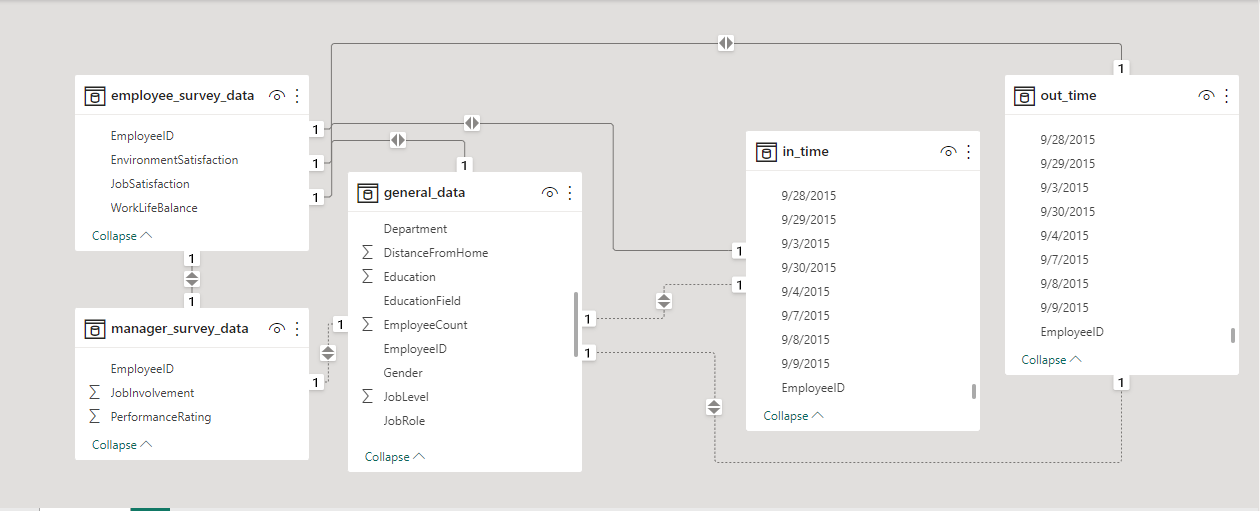 1
employee_survey_data
EmployeeID
EnvironmentSatisfaction
JobSatisfaction
WorkLifeBalance
Collapse
1
1
1
1
1
manager_survey_data
EmployeeID
JobInvolvement
PerformanceRating
Collapse
1
1
1
general_data
Department
Σ DistanceFromHome
Σ Education
EducationField
Σ EmployeeCount
EmployeeID
Gender
Σ JobLevel
JobRole
Collapse
1
1
1
1
in_time
9/28/2015
9/29/2015
9/3/2015
9/30/2015
9/4/2015
9/7/2015
9/8/2015
9/9/2015
EmployeeID
Collapse
out_time
9/28/2015
9/29/2015
9/3/2015
9/30/2015
9/4/2015
9/7/2015
9/8/2015
9/9/2015
EmployeeID
Collapse
1